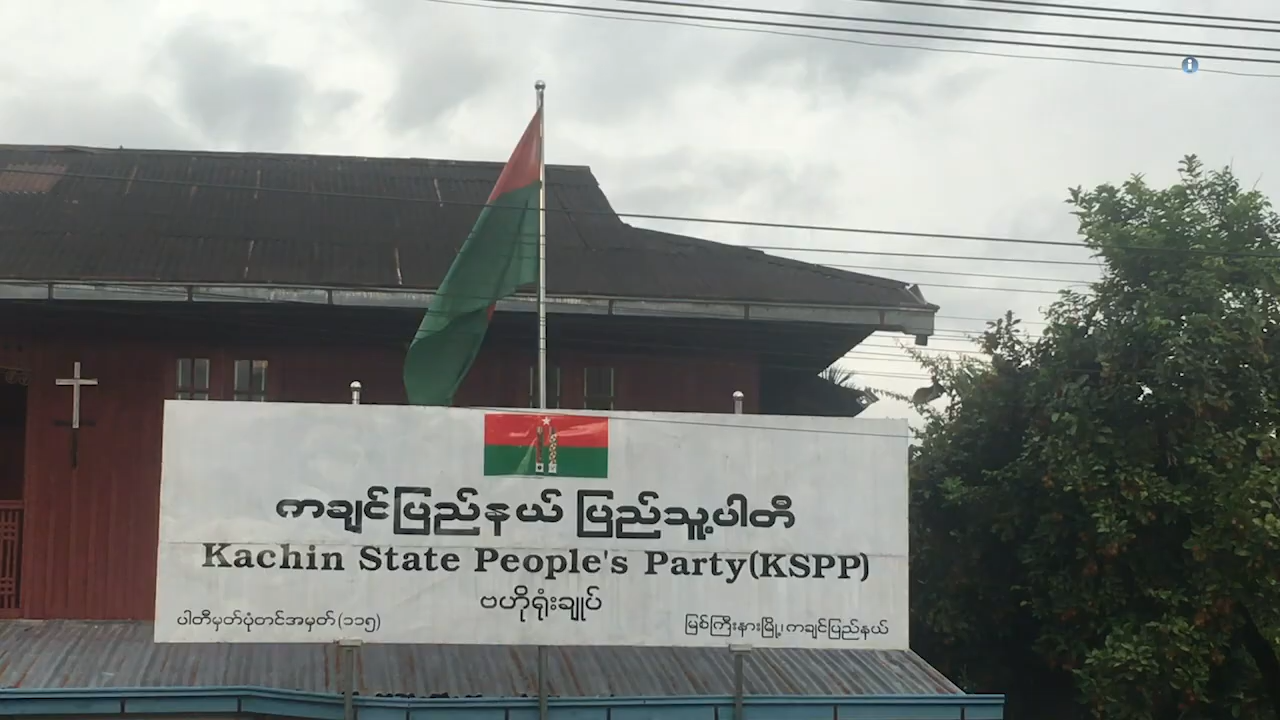 ကချင်ပြည်နယ် ပြည်သူ့ပါတီ
Kachin State People's Party(KSPP)
ဗဟိုရုံးချုပ်
ပါတီမှတ်ပုံတင်အမှတ်(၁၁၅)
မြစ်ကြီးနားမြို့၊ ကချင်ပြည်နယ်